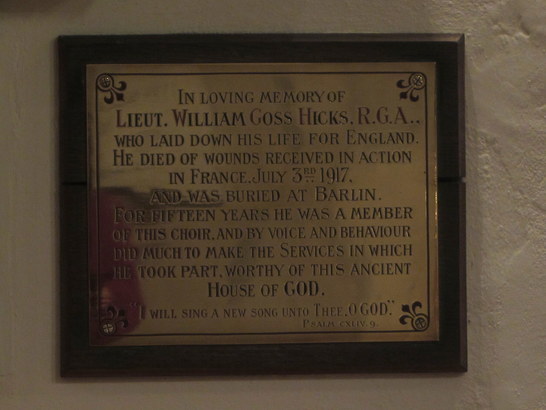 In loving memory of
Lieut. William Goss Hicks. R.G.A.,
who laid down his life for England.
He died of wounds received in action
in France. July 3RD 1917.
and was buried at Barlin.
For fifteen years he was a member
of this choir, and by voice and behaviour
did much to make the Services in which
he took part, worthy of this ancient
House of GOD.
"I will sing a new song unto Thee, O God".
Psalm. CXLIV. 9.